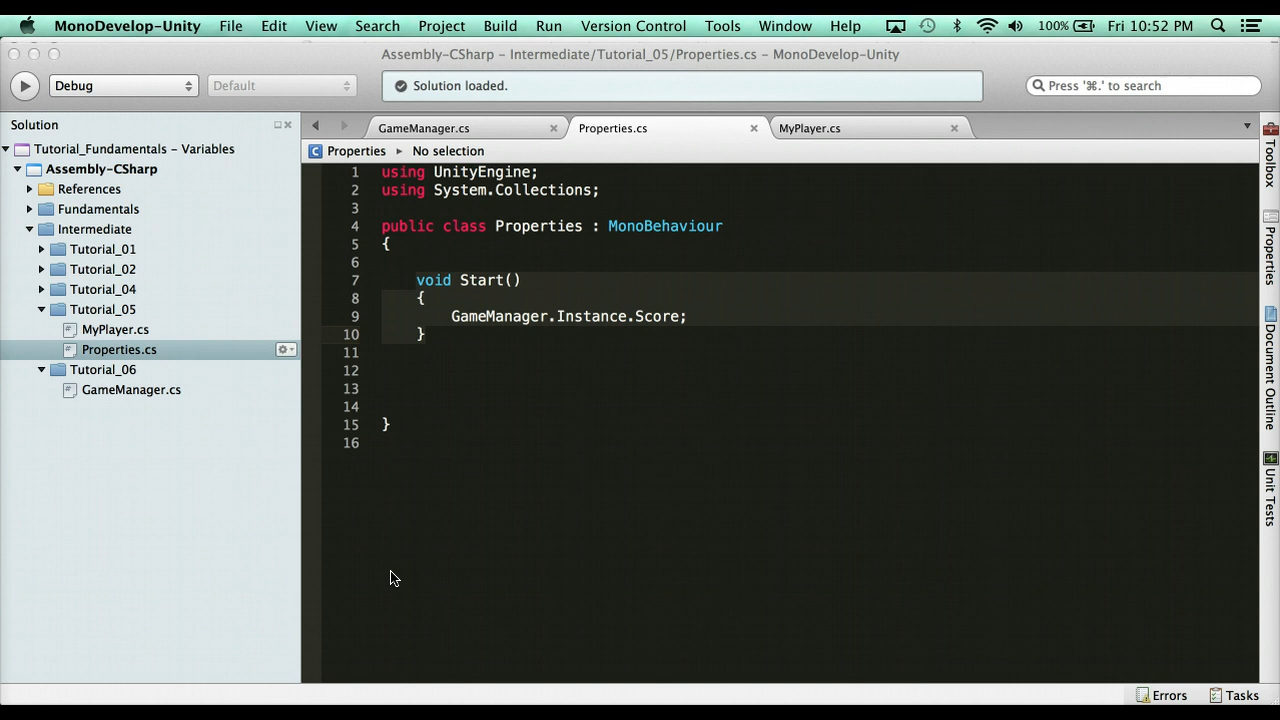 MonoDevelop-Unity File Edit View Search Project Build Run Version Control Tools Window Help 100% Fri 10:52 PM
Assembly-CSharp – Intermediate/Tutorial_05/Properties.cs – MonoDevelop-Unity
Debug Default Solution loaded. Press '⌘.' to search
Solution
Tutorial_Fundamentals – Variables
Assembly-CSharp
References
Fundamentals
Intermediate
Tutorial_01
Tutorial_02
Tutorial_04
Tutorial_05
MyPlayer.cs
Properties.cs
Tutorial_06
GameManager.cs
GameManager.cs Properties.cs MyPlayer.cs
C Properties No selection
1 using UnityEngine;
2 using System.Collections;
3
4 public class Properties : MonoBehaviour
5 {
6
7 void Start()
8 {
9 GameManager.Instance.Score;
10 }
11
12
13
14
15 }
16
Toolbox
Properties
Document Outline
Unit Tests
Errors Tasks